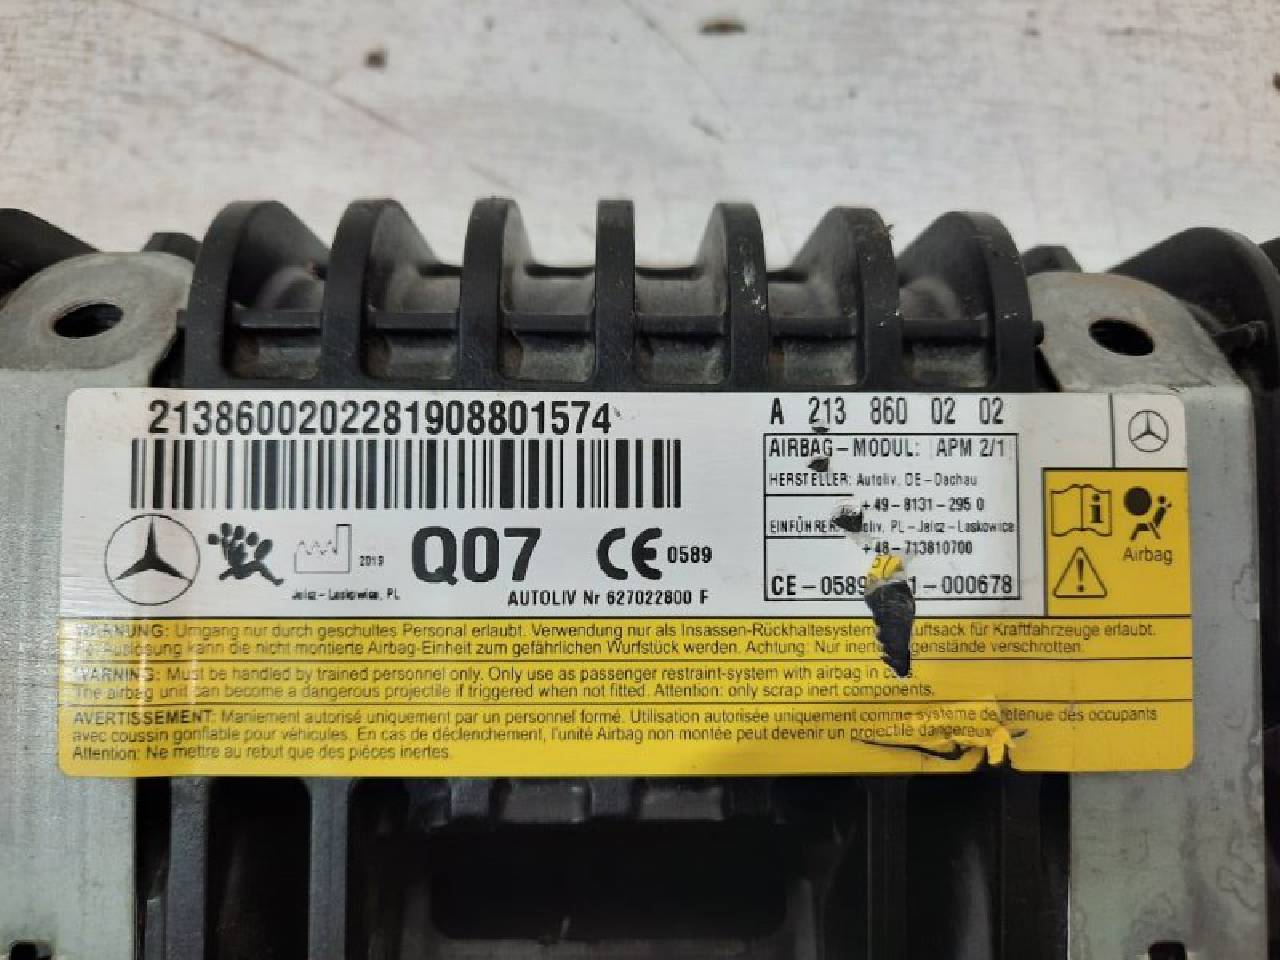 2138600202281908801574
A 213 860 02 02
AIRBAG-MODUL: APM 2/1
HERSTELLER: Autoliv, DE-Dachau
+49-8131-295 0
PL-Jelcz-Laskowice
+48-713810700
CE-0589 1-000678
2019
Jelcz-Laskowice, PL
Q07
CE 0589
AUTOLIV Nr 627022800 F
Airbag
WARNUNG: Umgang nur durch geschultes Personal erlaubt. Verwendung nur als Insassen-Rückhaltesystem Luftsack für Kraftfahrzeuge erlaubt.
Bei Auslösung kann die nicht montierte Airbag-Einheit zum gefährlichen Wurfstück werden. Achtung: Nur inerte Gegenstände verschrotten.
WARNING: Must be handled by trained personnel only. Only use as passenger restraint-system with airbag in
The airbag unit can become a dangerous projectile if triggered when not fitted. Attention: only scrap inert components.
AVERTISSEMENT: Maniement autorisé uniquement par un personnel formé. Utilisation autorisée uniquement comme système de retenue des occupants
avec coussin gonflable pour véhicules. En cas de déclenchement, l'unité Airbag non montée peut devenir un projectile dangereux.
Attention: Ne mettre au rebut que des pièces inertes.